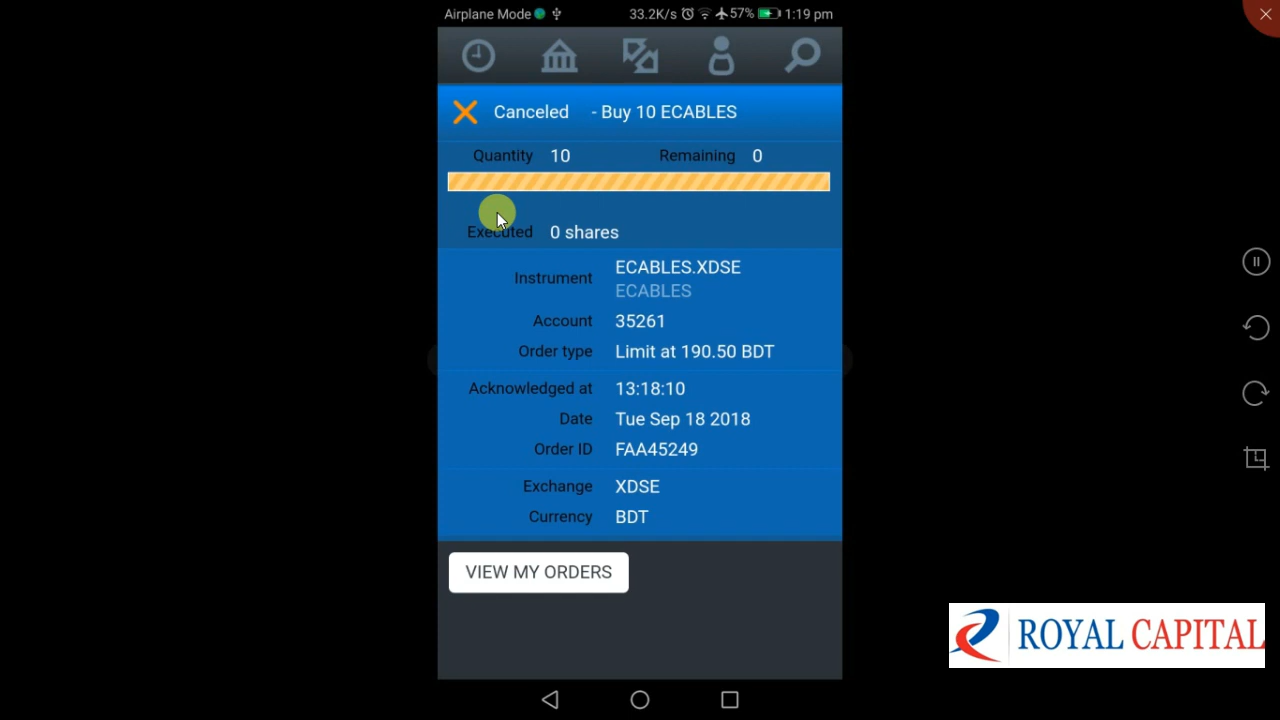 Airplane Mode 33.2K/s 57% 1:19 pm
Canceled - Buy 10 ECABLES
Quantity 10 Remaining 0
Executed 0 shares
Instrument ECABLES.XDSE
ECABLES
Account 35261
Order type Limit at 190.50 BDT
Acknowledged at 13:18:10
Date Tue Sep 18 2018
Order ID FAA45249
Exchange XDSE
Currency BDT
VIEW MY ORDERS
ROYAL CAPITAL